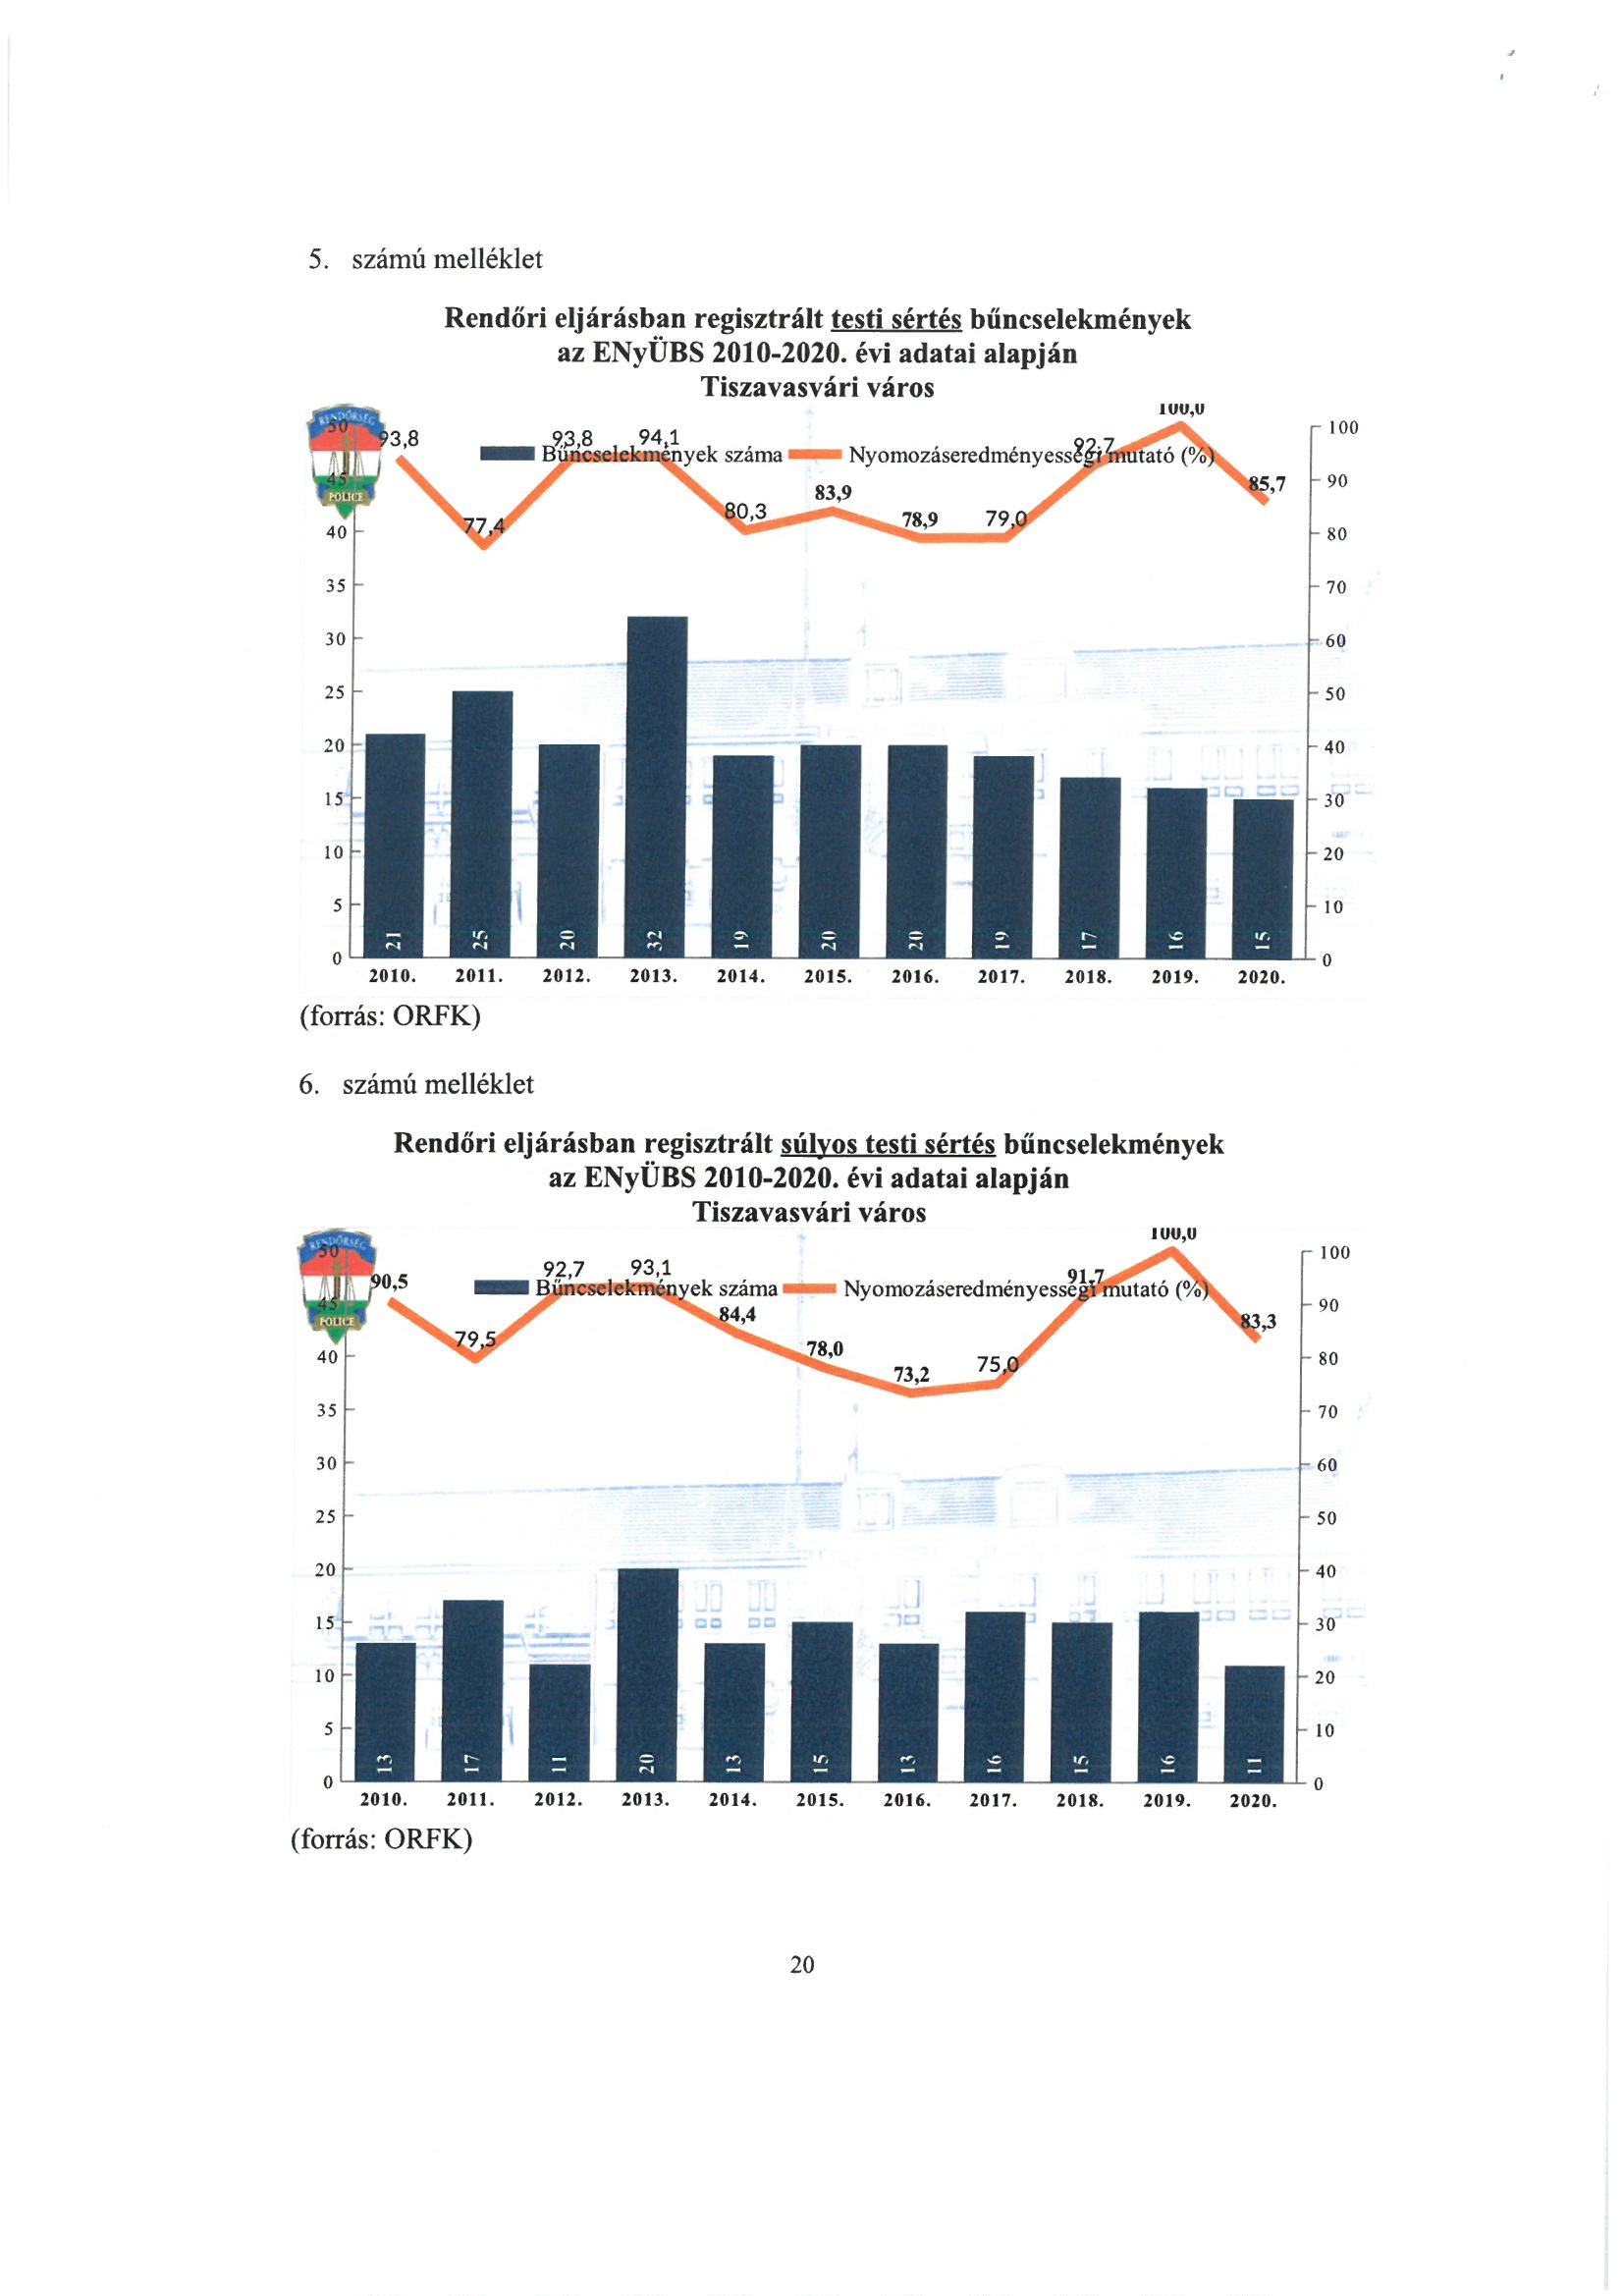 5. számú melléklet
Rendőri eljárásban regisztrált testi sértés bűncselekmények
az ENyÜBS 2010-2020. évi adatai alapján
Tiszavasvári város
RENDŐRSÉG
POLICE
Bűncselekmények száma Nyomozáseredményességi mutató (%)
93,8 77,4 93,8 94,1 80,3 83,9 78,9 79,0 92,7 100,0 85,7
50 100
45 90
40 80
35 70
30 60
25 50
20 40
15 30
10 20
5 10
0 0
21 25 20 32 19 20 20 19 17 16 15
2010. 2011. 2012. 2013. 2014. 2015. 2016. 2017. 2018. 2019. 2020.
(forrás: ORFK)
6. számú melléklet
Rendőri eljárásban regisztrált súlyos testi sértés bűncselekmények
az ENyÜBS 2010-2020. évi adatai alapján
Tiszavasvári város
RENDŐRSÉG
POLICE
Bűncselekmények száma Nyomozáseredményességi mutató (%)
90,5 79,5 92,7 93,1 84,4 78,0 73,2 75,0 91,7 100,0 83,3
50 100
45 90
40 80
35 70
30 60
25 50
20 40
15 30
10 20
5 10
0 0
13 17 11 20 13 15 13 16 15 16 11
2010. 2011. 2012. 2013. 2014. 2015. 2016. 2017. 2018. 2019. 2020.
(forrás: ORFK)
20